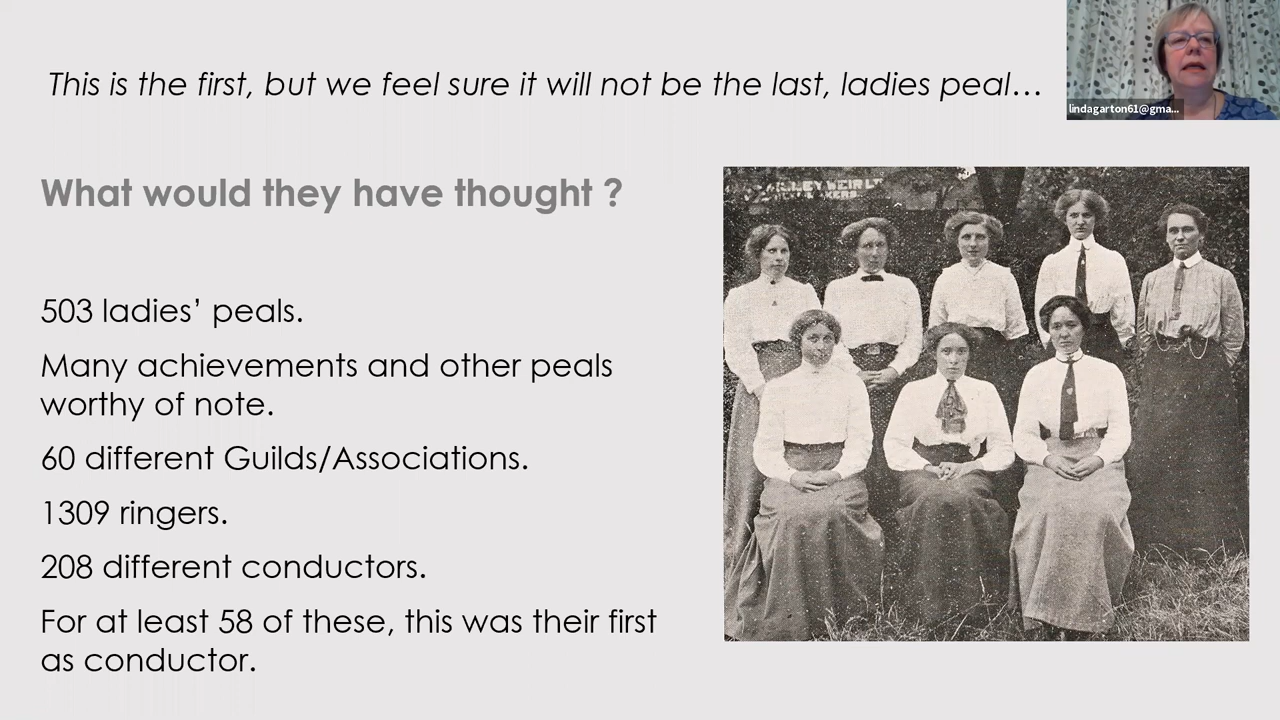 This is the first, but we feel sure it will not be the last, ladies peal…
lindagarton61@gma...
What would they have thought ?
503 ladies’ peals.
Many achievements and other peals
worthy of note.
60 different Guilds/Associations.
1309 ringers.
208 different conductors.
For at least 58 of these, this was their first
as conductor.